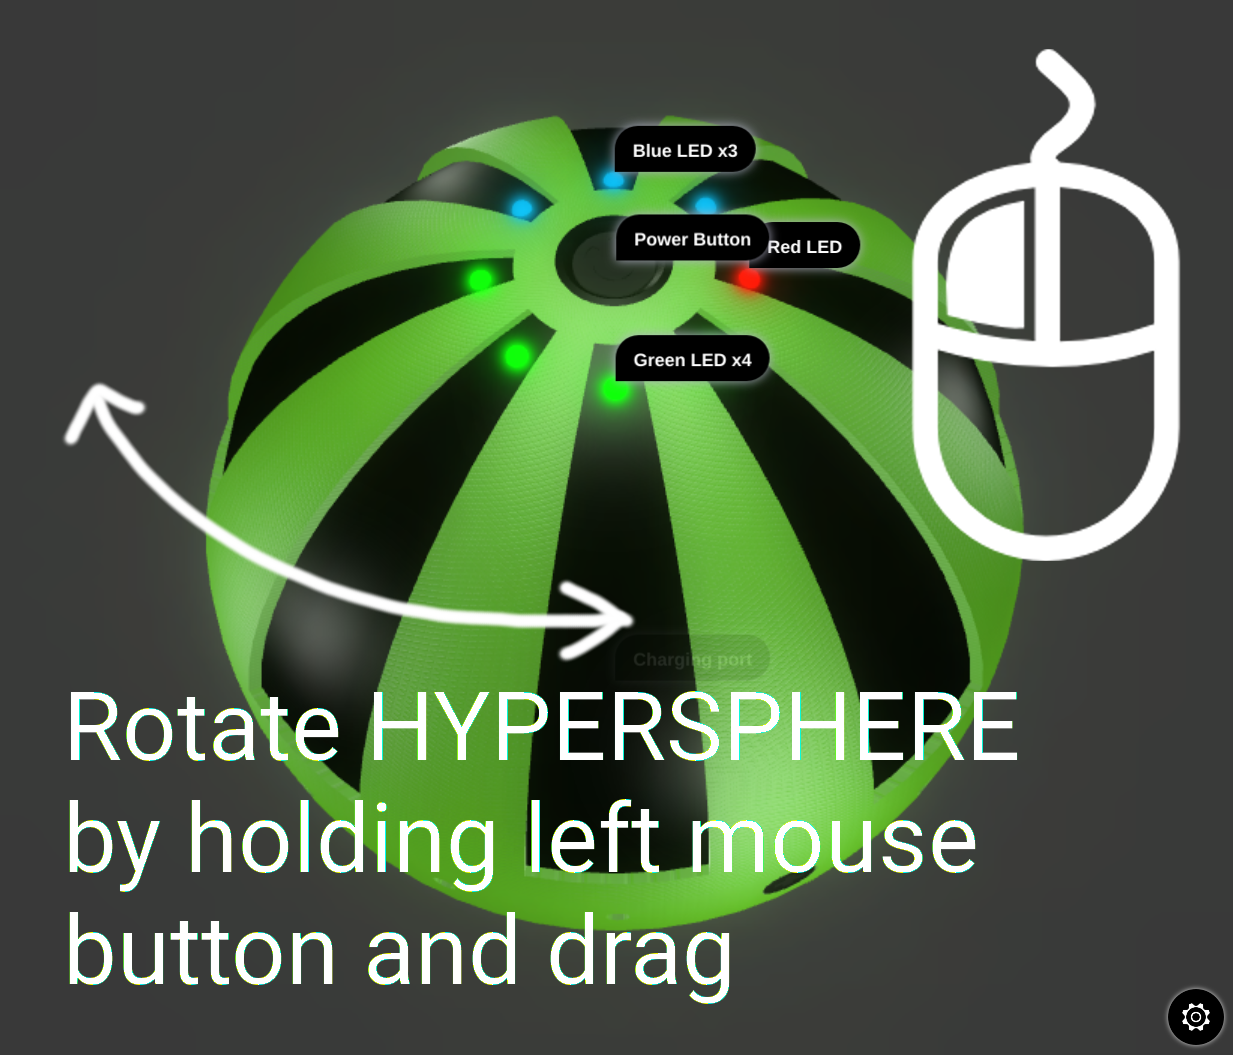 Blue LED x3
Power Button
Red LED
Green LED x4
Charging port
Rotate HYPERSPHERE
by holding left mouse
button and drag